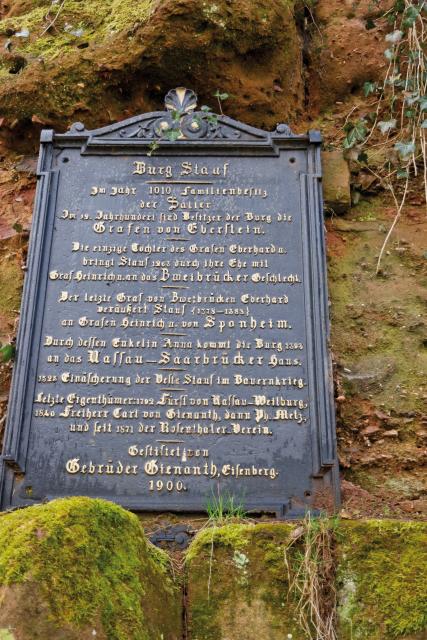 Burg Stauf
Im Jahr 1010 Familienbesitz
der Salier
Im 12. Jahrhundert sind Besitzer der Burg die
Grafen von Eberstein.
Die einzige Tochter des Grafen Eberhard u.
bringt Stauf 1263 durch ihre Ehe mit
Graf Heinrich u. an das Zweibrücker Geschlecht.
Der letzte Graf von Zweibrücken Eberhard
veräußert Stauf (1378-1385)
an Grafen Heinrich u. von Sponheim.
Durch dessen Enkelin Anna kommt die Burg 1393
an das Nassau-Saarbrücker Haus.
1525 Einäscherung der Veste Stauf im Bauernkrieg.
Letzte Eigenthümer: 1792 Fürst von Nassau-Weilburg,
1840 Freiherr Carl von Gienanth, dann Ph. Melz,
und seit 1871 der Rosenthaler Verein.
Gestiftet von
Gebrüder Gienanth, Eisenberg.
1900.